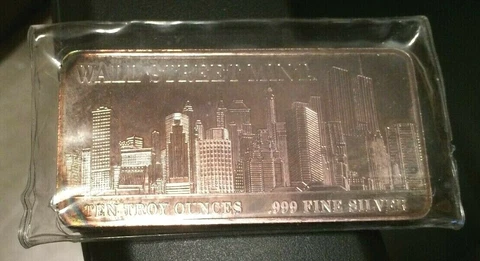 WALL STREET MINT
TEN TROY OUNCES .999 FINE SILVER